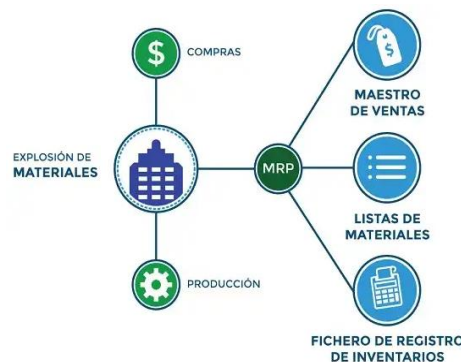 $
COMPRAS
EXPLOSIÓN DE
MATERIALES
PRODUCCIÓN
MRP
$
MAESTRO
DE VENTAS
LISTAS DE
MATERIALES
FICHERO DE REGISTRO
DE INVENTARIOS